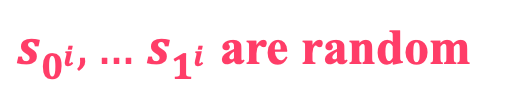 s₀ⁱ, ... s₁ⁱ are random